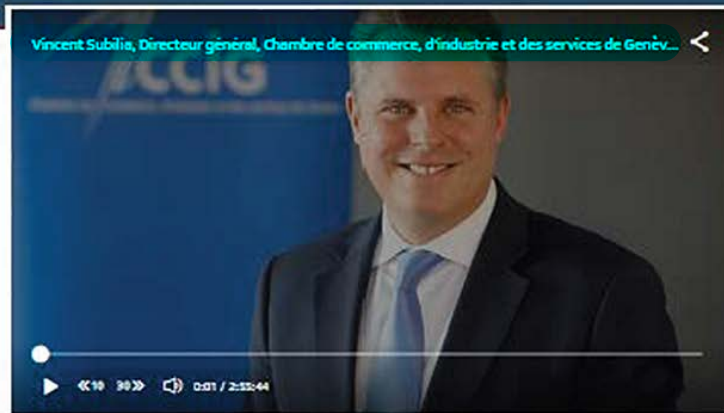 Vincent Subilia, Directeur général, Chambre de commerce, d'industrie et des services de Genèv...
CCIG
10 30 0:01 / 2:55:44